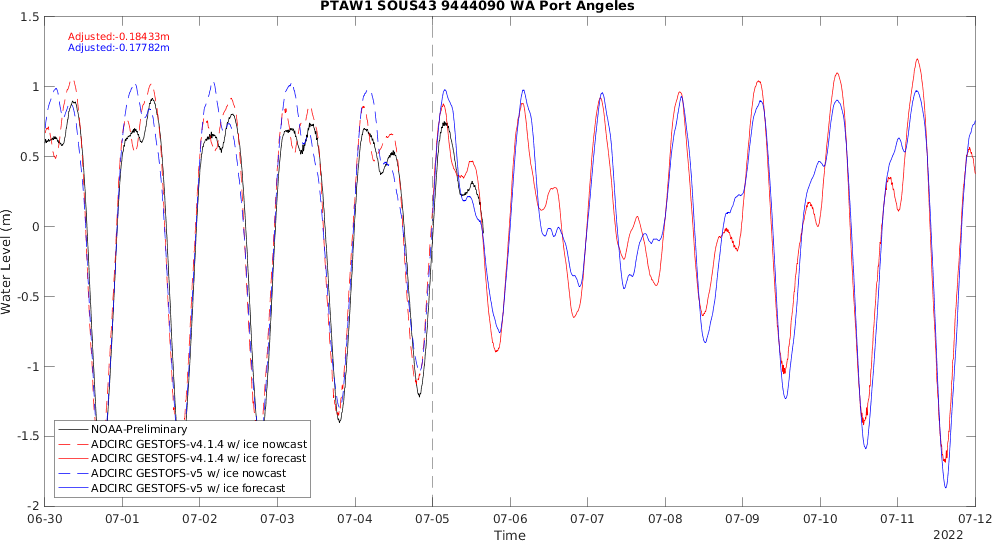 PTAW1 SOUS43 9444090 WA Port Angeles
Adjusted:-0.18433m
Adjusted:-0.17782m
Water Level (m)
1.5
1
0.5
0
-0.5
-1
-1.5
-2
NOAA-Preliminary
ADCIRC GESTOFS-v4.1.4 w/ ice nowcast
ADCIRC GESTOFS-v4.1.4 w/ ice forecast
ADCIRC GESTOFS-v5 w/ ice nowcast
ADCIRC GESTOFS-v5 w/ ice forecast
06-30 07-01 07-02 07-03 07-04 07-05 07-06 07-07 07-08 07-09 07-10 07-11 07-12
Time
2022